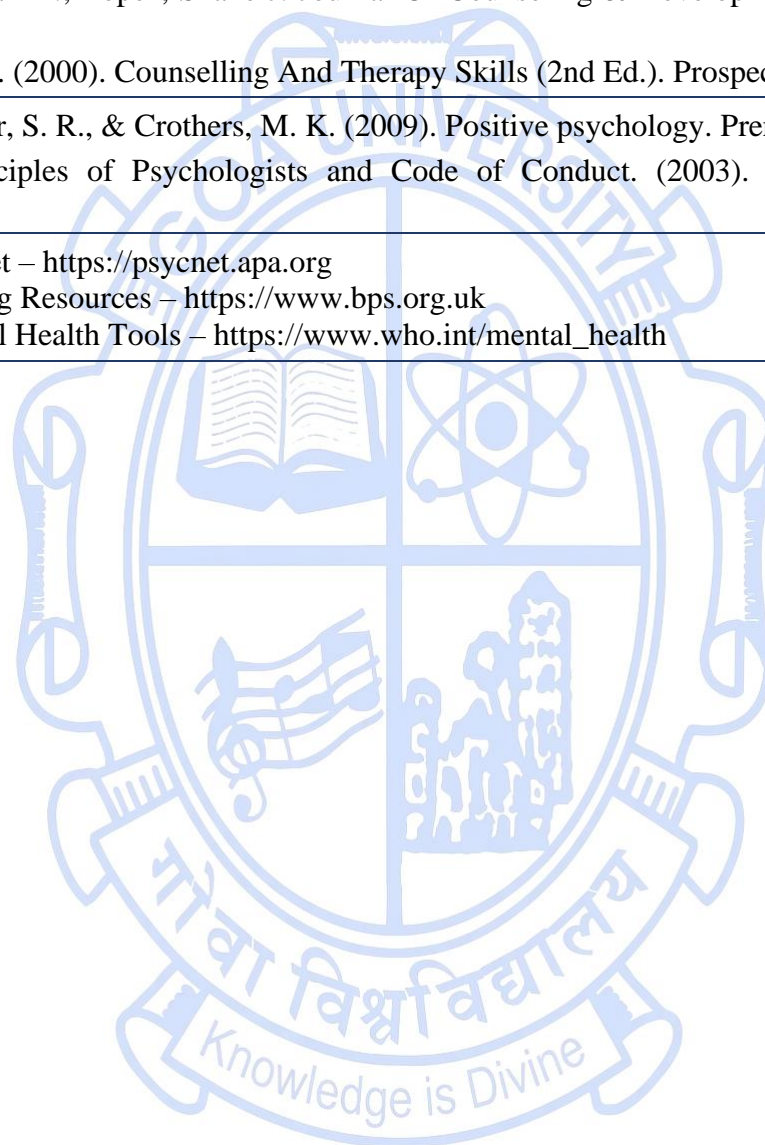 . (2000). Counselling And Therapy Skills (2nd Ed.). Prospec
r, S. R., & Crothers, M. K. (2009). Positive psychology. Pre
ciples of Psychologists and Code of Conduct. (2003).
t – https://psycnet.apa.org
g Resources – https://www.bps.org.uk
l Health Tools – https://www.who.int/mental_health
GOA UNIVERSITY
गोंवा विश्वविद्यालय
Knowledge is Divine